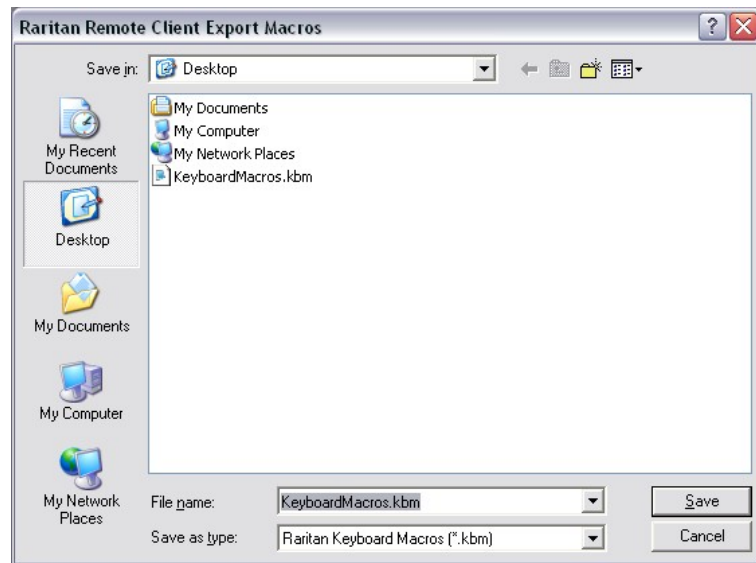 Raritan Remote Client Export Macros
Save in:
Desktop
My Documents
My Computer
My Network Places
KeyboardMacros.kbm
My Recent
Documents
Desktop
My Documents
My Computer
My Network
Places
File name:
KeyboardMacros.kbm
Save
Save as type:
Raritan Keyboard Macros (*.kbm)
Cancel